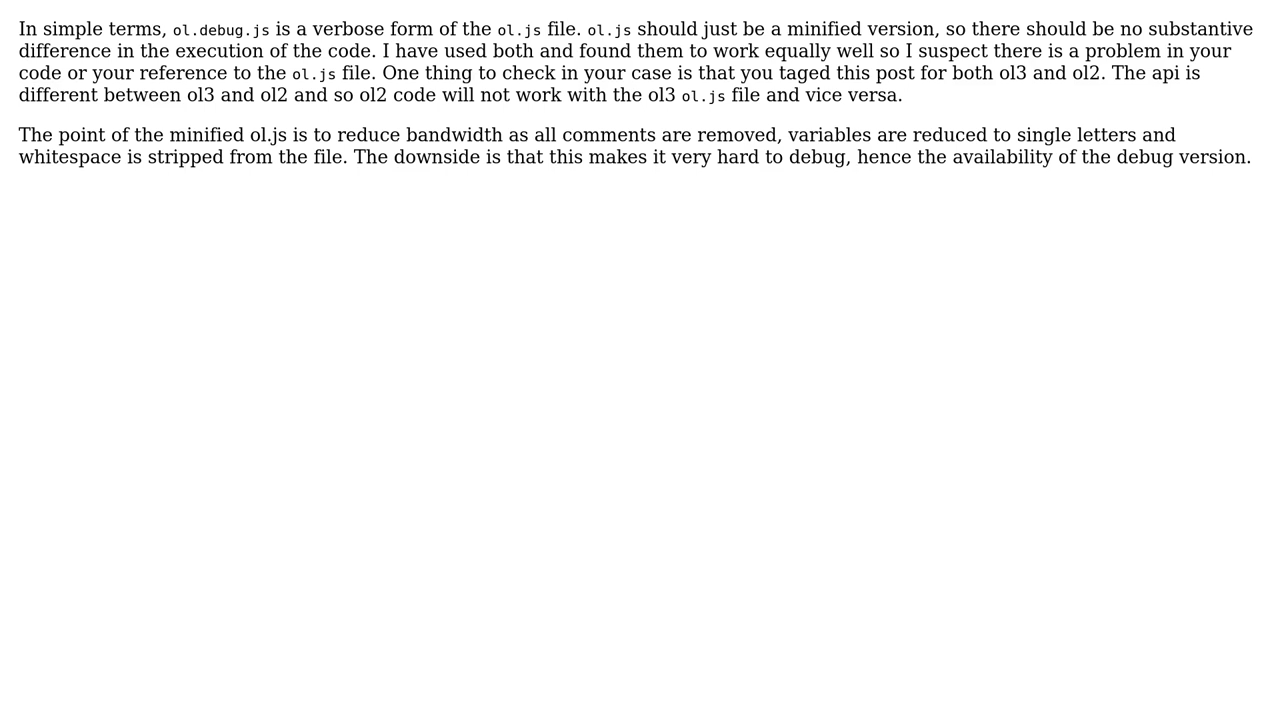 In simple terms, ol.debug.js is a verbose form of the ol.js file. ol.js should just be a minified version, so there should be no substantive
difference in the execution of the code. I have used both and found them to work equally well so I suspect there is a problem in your
code or your reference to the ol.js file. One thing to check in your case is that you taged this post for both ol3 and ol2. The api is
different between ol3 and ol2 and so ol2 code will not work with the ol3 ol.js file and vice versa.
The point of the minified ol.js is to reduce bandwidth as all comments are removed, variables are reduced to single letters and
whitespace is stripped from the file. The downside is that this makes it very hard to debug, hence the availability of the debug version.